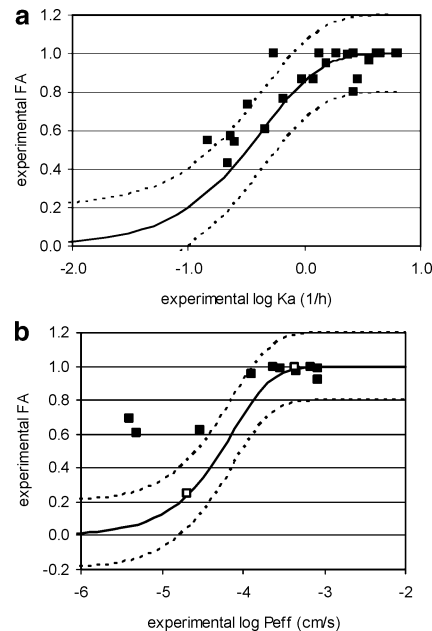 a
1.2
1.0
0.8
0.6
0.4
0.2
0.0
experimental FA
-2.0 -1.0 0.0 1.0
experimental log Ka (1/h)
b
1.2
1.0
0.8
0.6
0.4
0.2
0.0
-0.2
experimental FA
-6 -5 -4 -3 -2
experimental log Peff (cm/s)